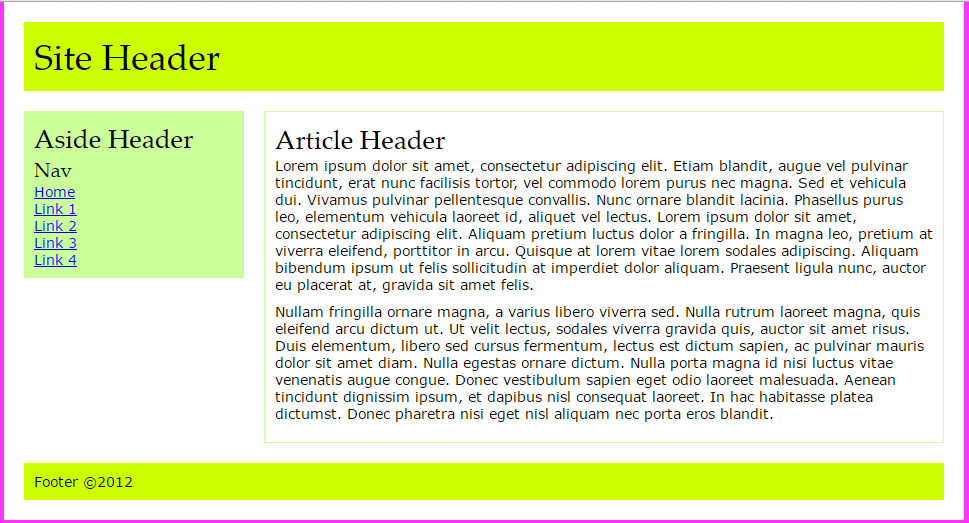 Site Header
Aside Header
Nav
Home
Link 1
Link 2
Link 3
Link 4
Article Header
Lorem ipsum dolor sit amet, consectetur adipiscing elit. Etiam blandit, augue vel pulvinar
tincidunt, erat nunc facilisis tortor, vel commodo lorem purus nec magna. Sed et vehicula
dui. Vivamus pulvinar pellentesque convallis. Nunc ornare blandit lacinia. Phasellus purus
leo, elementum vehicula laoreet id, aliquet vel lectus. Lorem ipsum dolor sit amet,
consectetur adipiscing elit. Aliquam pretium luctus dolor a fringilla. In magna leo, pretium at
viverra eleifend, porttitor in arcu. Quisque at lorem vitae lorem sodales adipiscing. Aliquam
bibendum ipsum ut felis sollicitudin at imperdiet dolor aliquam. Praesent ligula nunc, auctor
eu placerat at, gravida sit amet felis.
Nullam fringilla ornare magna, a varius libero viverra sed. Nulla rutrum laoreet magna, quis
eleifend arcu dictum ut. Ut velit lectus, sodales viverra gravida quis, auctor sit amet risus.
Duis elementum, libero sed cursus fermentum, lectus est dictum sapien, ac pulvinar mauris
dolor sit amet diam. Nulla egestas ornare dictum. Nulla porta magna id nisi luctus vitae
venenatis augue congue. Donec vestibulum sapien eget odio laoreet malesuada. Aenean
tincidunt dignissim ipsum, et dapibus nisl consequat laoreet. In hac habitasse platea
dictumst. Donec pharetra nisi eget nisl aliquam nec porta eros blandit.
Footer ©2012